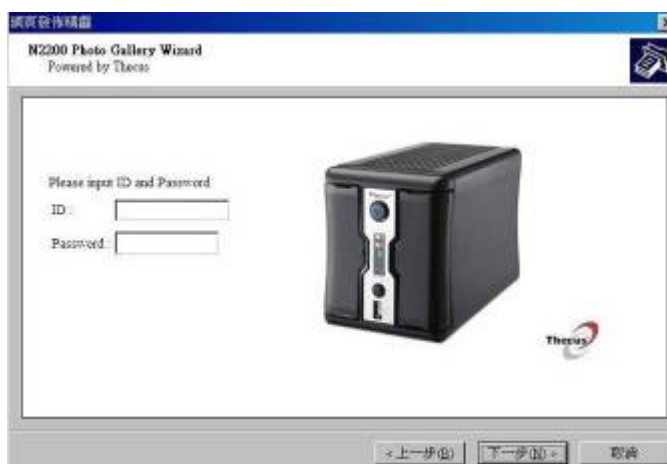 網頁發佈精靈
N2200 Photo Gallery Wizard
Powered by Thecus
Please input ID and Password
ID :
Password :
Thecus
< 上一步(B)
下一步(N) >
取消